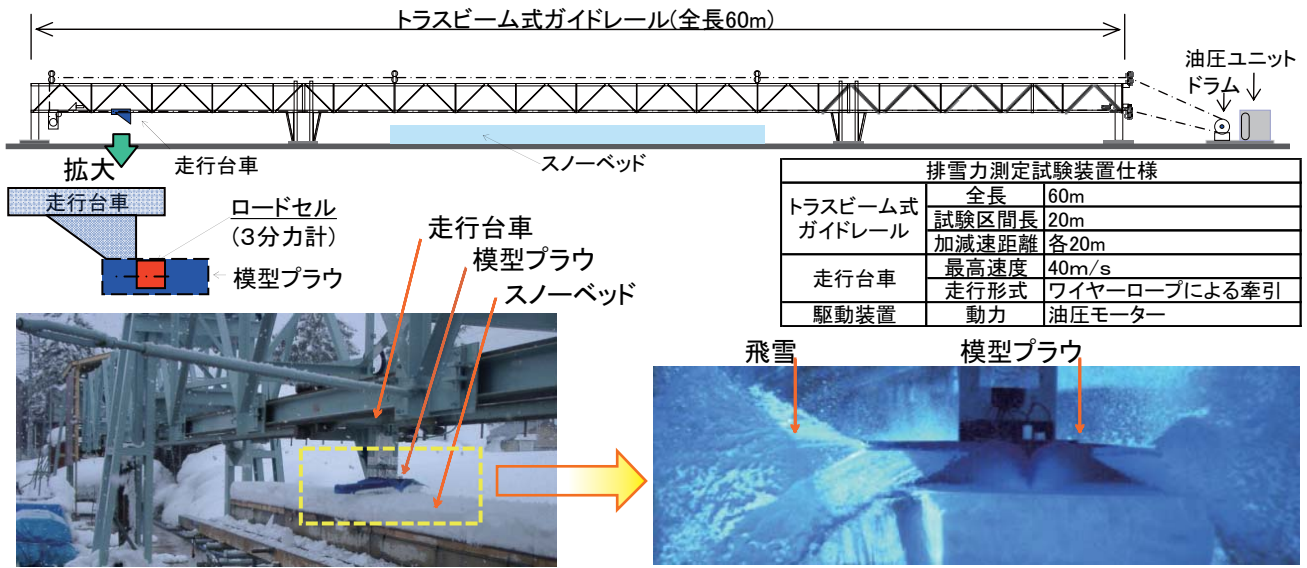 トラスビーム式ガイドレール(全長60m)
油圧ユニット
ドラム
走行台車
スノーベッド
拡大
走行台車
ロードセル
(3分力計)
模型プラウ
走行台車
模型プラウ
スノーベッド
排雪力測定試験装置仕様
トラスビーム式ガイドレール 全長 60m
試験区間長 20m
加減速距離 各20m
走行台車 最高速度 40m/s
走行形式 ワイヤーロープによる牽引
駆動装置 動力 油圧モーター
飛雪
模型プラウ